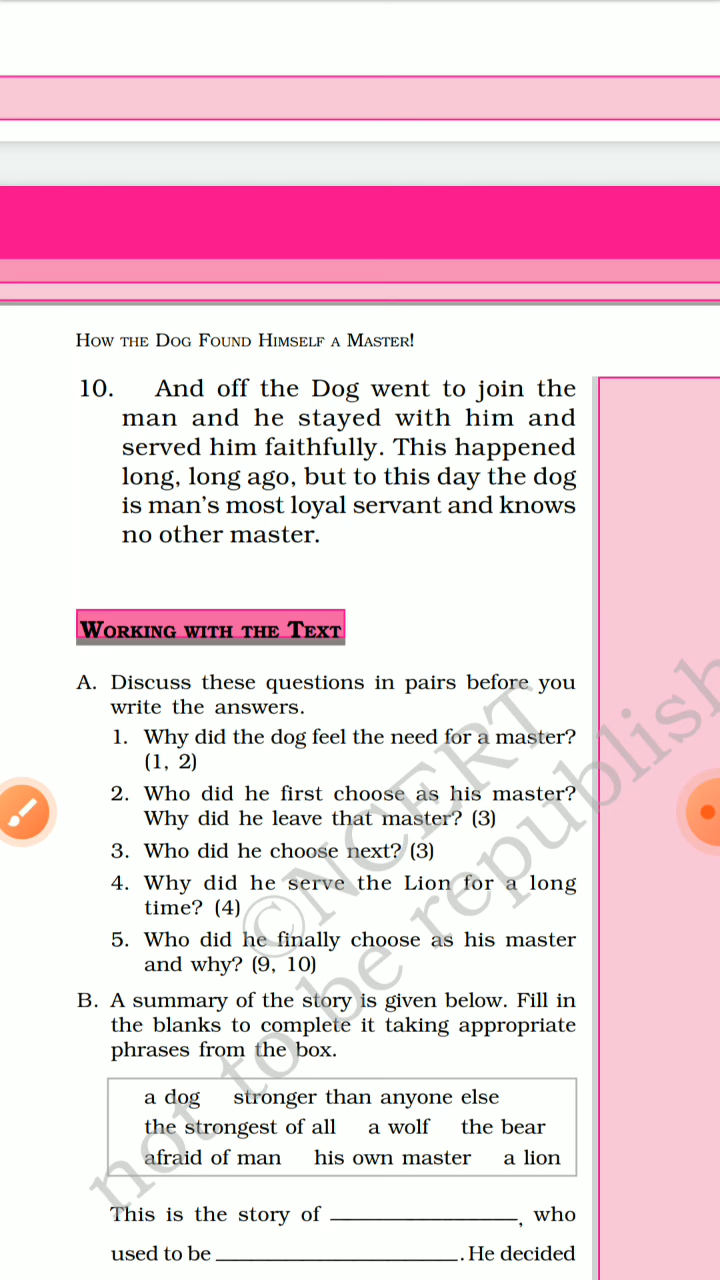 How the Dog Found Himself a Master!
10. And off the Dog went to join the
man and he stayed with him and
served him faithfully. This happened
long, long ago, but to this day the dog
is man's most loyal servant and knows
no other master.
Working with the Text
A. Discuss these questions in pairs before you
write the answers.
1. Why did the dog feel the need for a master?
(1, 2)
2. Who did he first choose as his master?
Why did he leave that master? (3)
3. Who did he choose next? (3)
4. Why did he serve the Lion for a long
time? (4)
5. Who did he finally choose as his master
and why? (9, 10)
B. A summary of the story is given below. Fill in
the blanks to complete it taking appropriate
phrases from the box.
a dog stronger than anyone else
the strongest of all a wolf the bear
afraid of man his own master a lion
This is the story of ________________, who
used to be ____________________. He decided
©NCERT
not to be republish